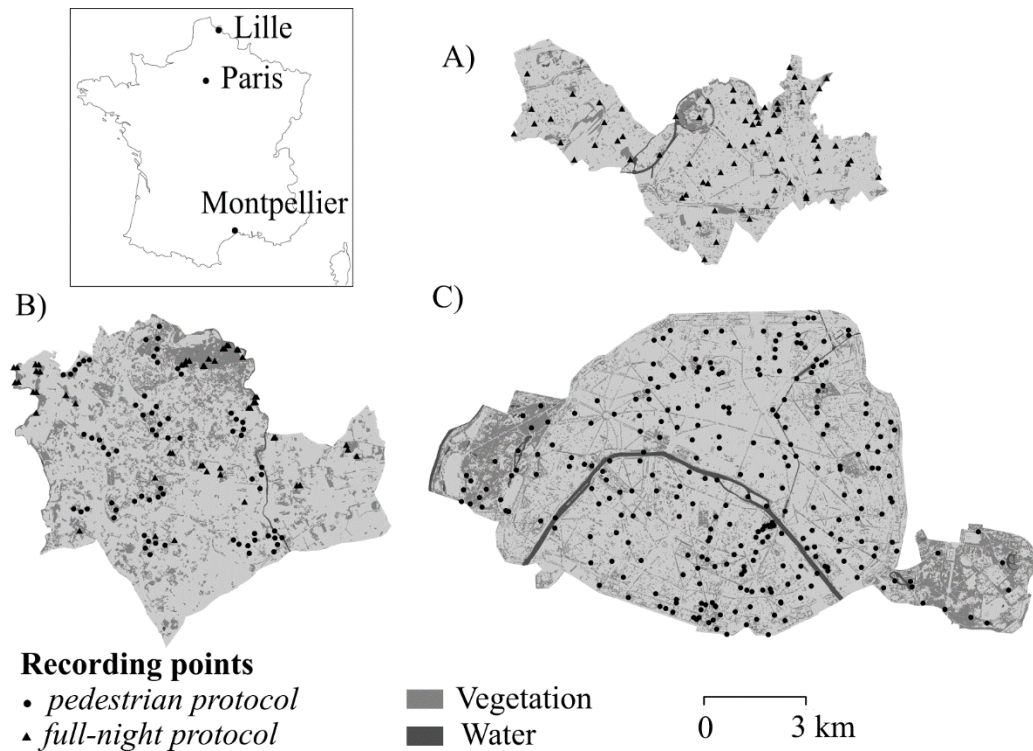 Lille
Paris
Montpellier
A)
B)
C)
Recording points
pedestrian protocol
full-night protocol
Vegetation
Water
0 3 km